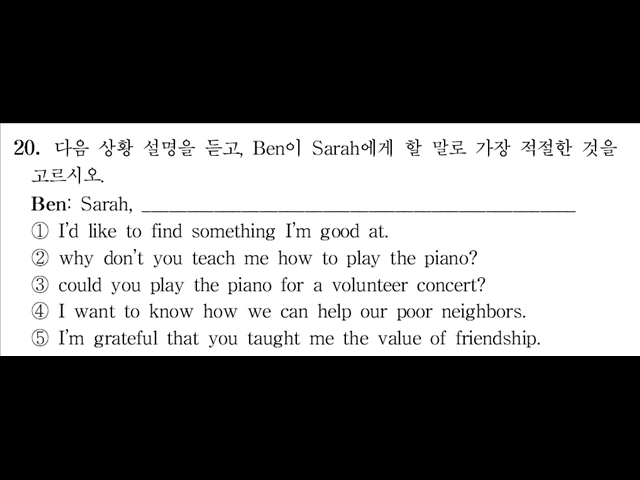 20. 다음 상황 설명을 듣고, Ben이 Sarah에게 할 말로 가장 적절한 것을
고르시오.
Ben: Sarah, ________________________________________
① I'd like to find something I'm good at.
② why don't you teach me how to play the piano?
③ could you play the piano for a volunteer concert?
④ I want to know how we can help our poor neighbors.
⑤ I'm grateful that you taught me the value of friendship.